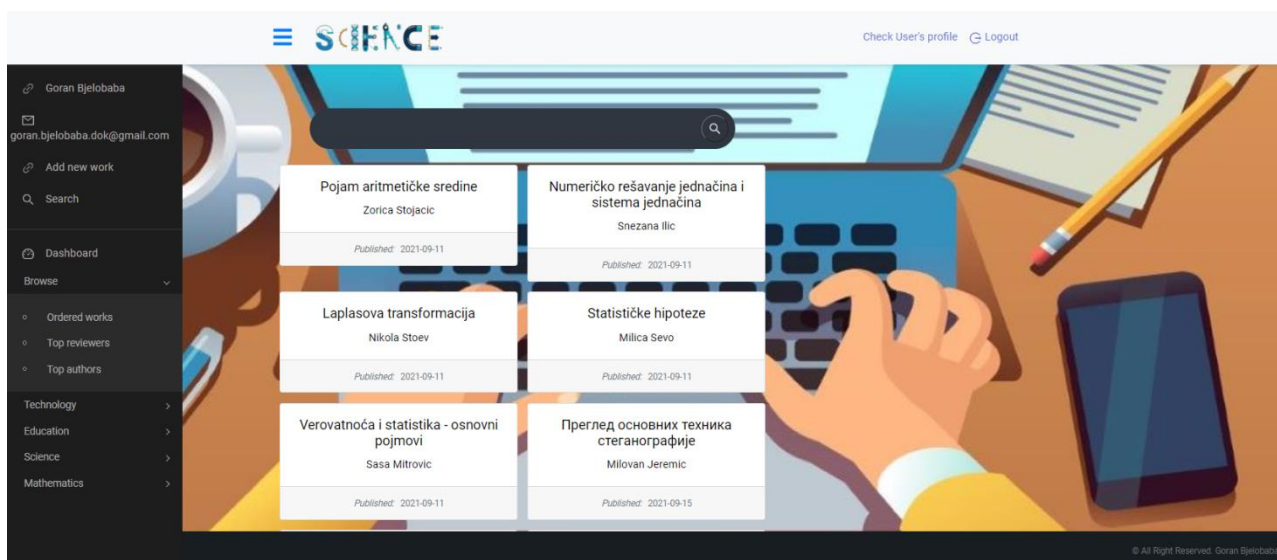 SCIENCE
Check User's profile
Logout
Goran Bjelobaba
goran.bjelobaba.dok@gmail.com
Add new work
Search
Dashboard
Browse
Ordered works
Top reviewers
Top authors
Technology
Education
Science
Mathematics
Pojam aritmetičke sredine
Zorica Stojacic
Published: 2021-09-11
Numeričko rešavanje jednačina i
sistema jednačina
Snezana Ilic
Published: 2021-09-11
Laplasova transformacija
Nikola Stoev
Published: 2021-09-11
Statističke hipoteze
Milica Sevo
Published: 2021-09-11
Verovatnoća i statistika - osnovni
pojmovi
Sasa Mitrovic
Published: 2021-09-11
Преглед основних техника
стеганографије
Milovan Jeremic
Published: 2021-09-15
© All Right Reserved. Goran Bjelobaba